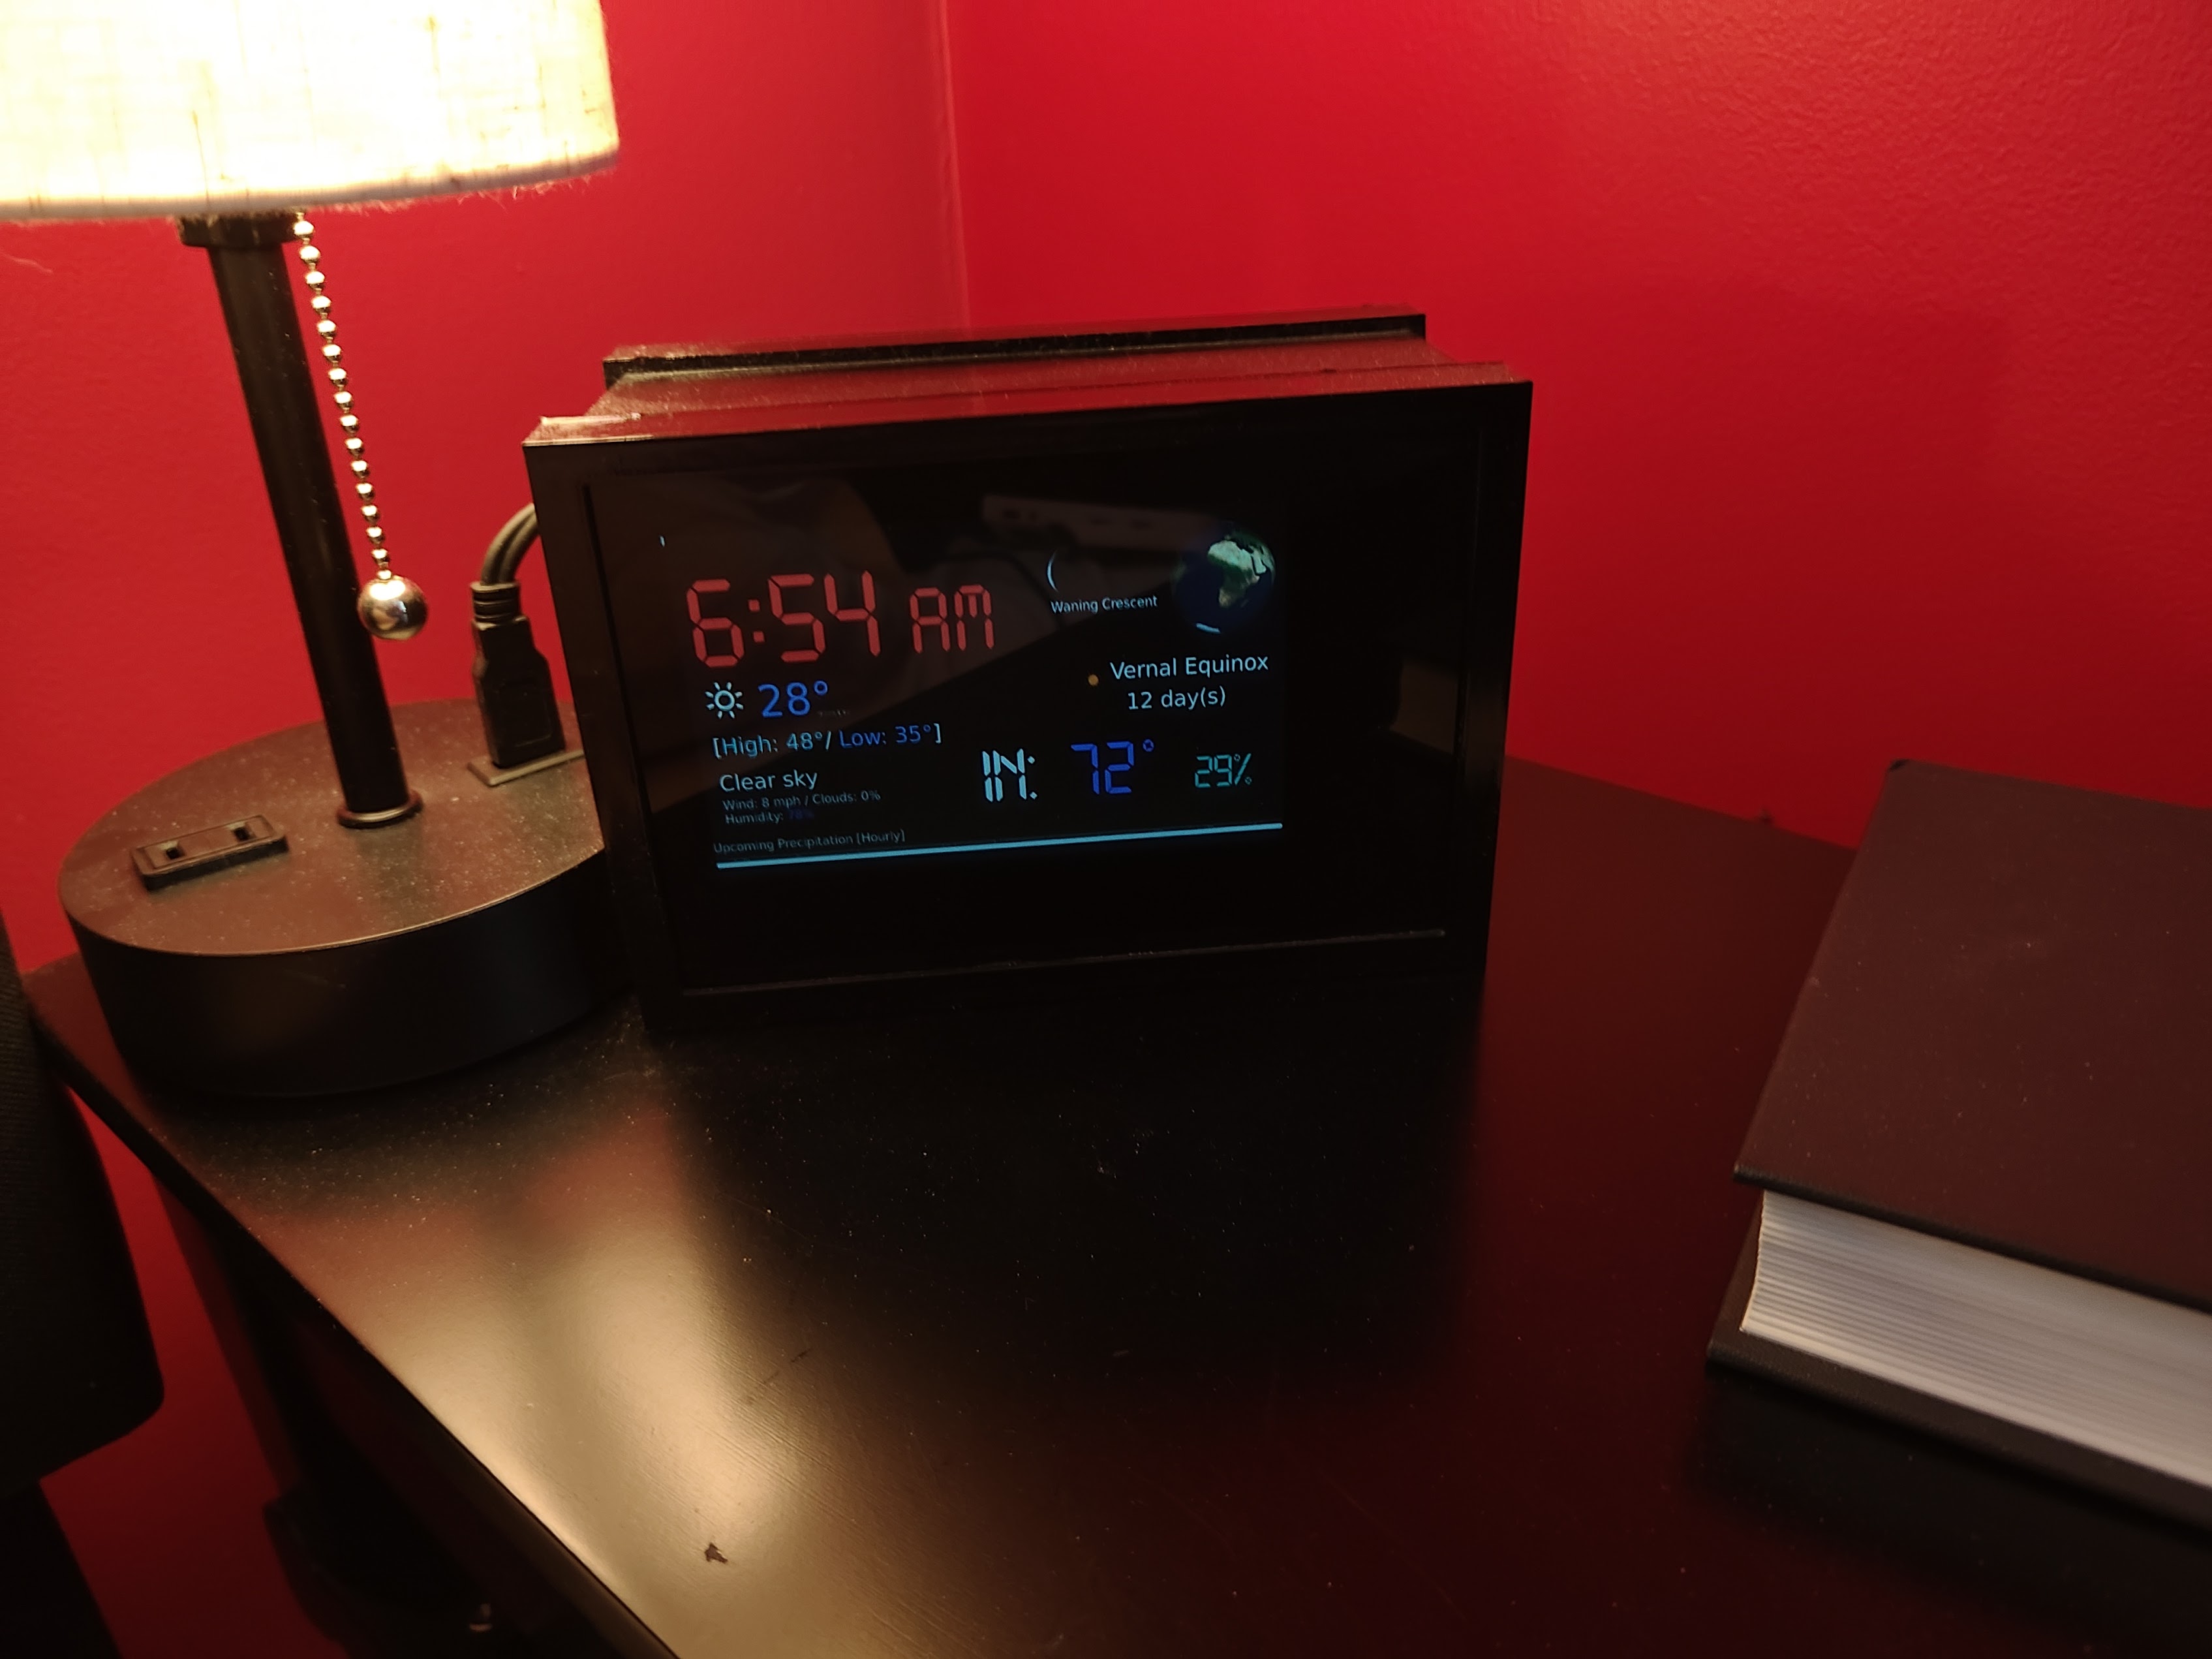 6:54 AM
Waning Crescent
28°
Vernal Equinox
12 day(s)
[High: 48°/ Low: 35°]
Clear sky
Wind: 8 mph / Clouds: 0%
Humidity: 78%
IN: 72° 29%
Upcoming Precipitation [Hourly]